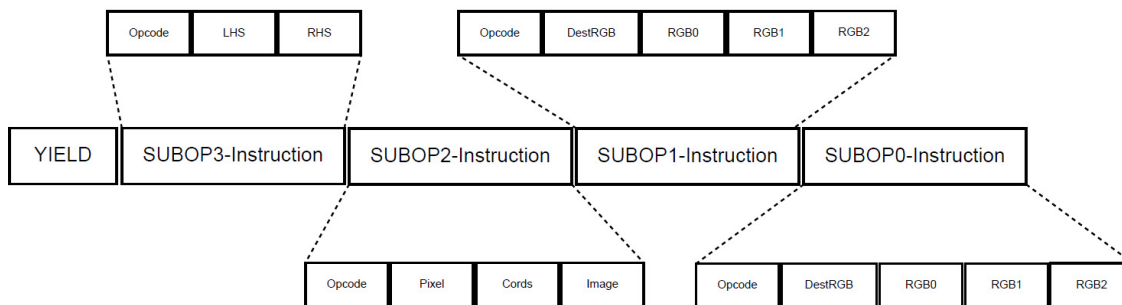 Opcode LHS RHS
Opcode DestRGB RGB0 RGB1 RGB2
YIELD SUBOP3-Instruction SUBOP2-Instruction SUBOP1-Instruction SUBOP0-Instruction
Opcode Pixel Cords Image
Opcode DestRGB RGB0 RGB1 RGB2